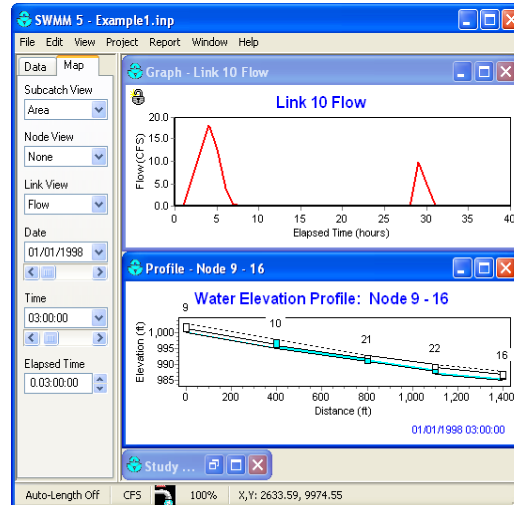 SWMM 5 - Example1.inp
File Edit View Project Report Window Help
Data Map
Subcatch View
Area
Node View
None
Link View
Flow
Date
01/01/1998
Time
03:00:00
Elapsed Time
0.03:00:00
Graph - Link 10 Flow
Link 10 Flow
Flow (CFS)
20.0
15.0
10.0
5.0
0.0
0 5 10 15 20 25 30 35 40
Elapsed Time (hours)
Profile - Node 9 - 16
Water Elevation Profile: Node 9 - 16
9 10 21 22 16
Elevation (ft)
1,000
995
990
985
0 200 400 600 800 1,000 1,200 1,400
Distance (ft)
01/01/1998 03:00:00
Study ...
Auto-Length Off CFS 100% X,Y: 2633.59, 9974.55